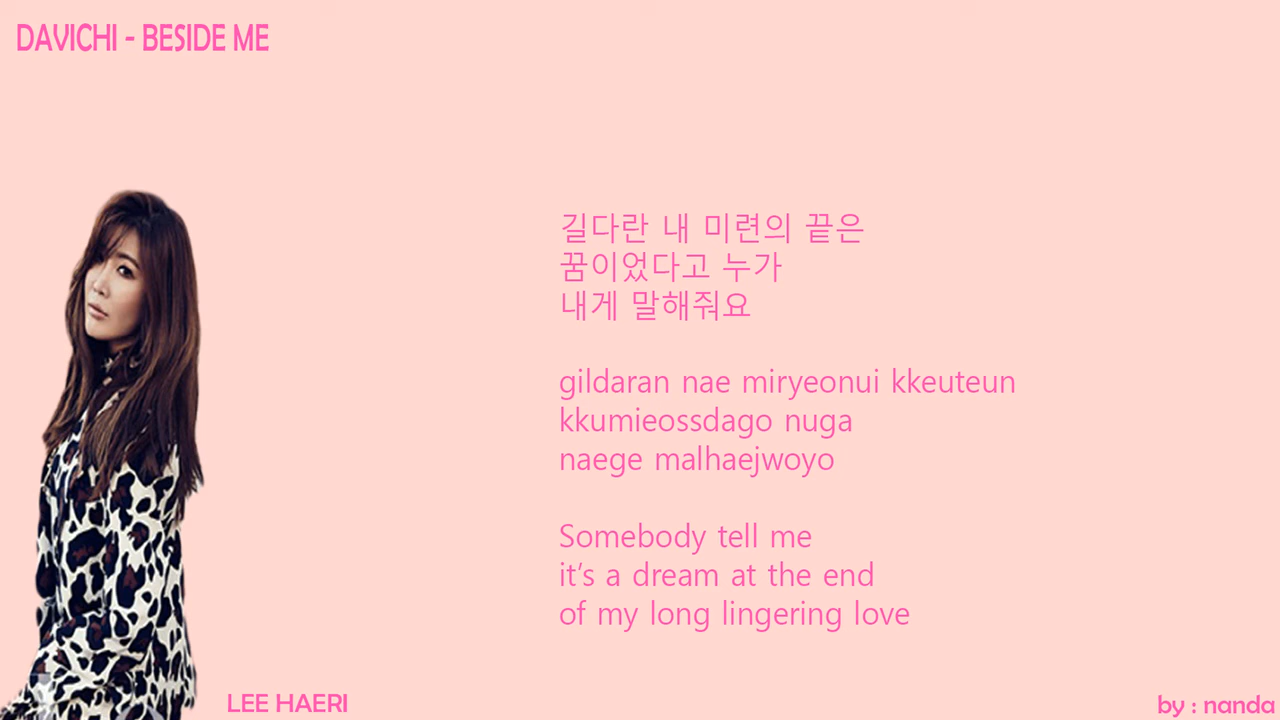 DAVICHI - BESIDE ME
길다란 내 미련의 끝은
꿈이었다고 누가
내게 말해줘요
gildaran nae miryeonui kkeuteun
kkumieossdago nuga
naege malhaejwoyo
Somebody tell me
it's a dream at the end
of my long lingering love
LEE HAERI
by : nanda